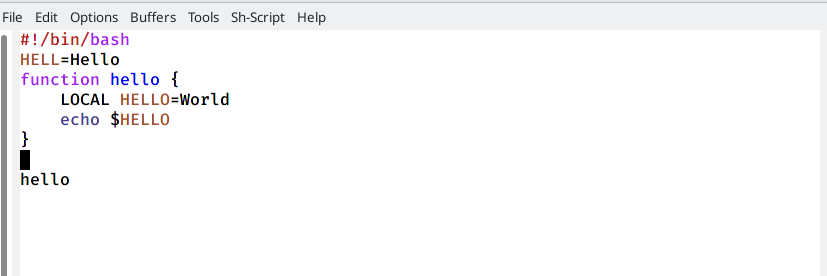 File Edit Options Buffers Tools Sh-Script Help
#!/bin/bash
HELL=Hello
function hello {
    LOCAL HELLO=World
    echo $HELLO
}
hello